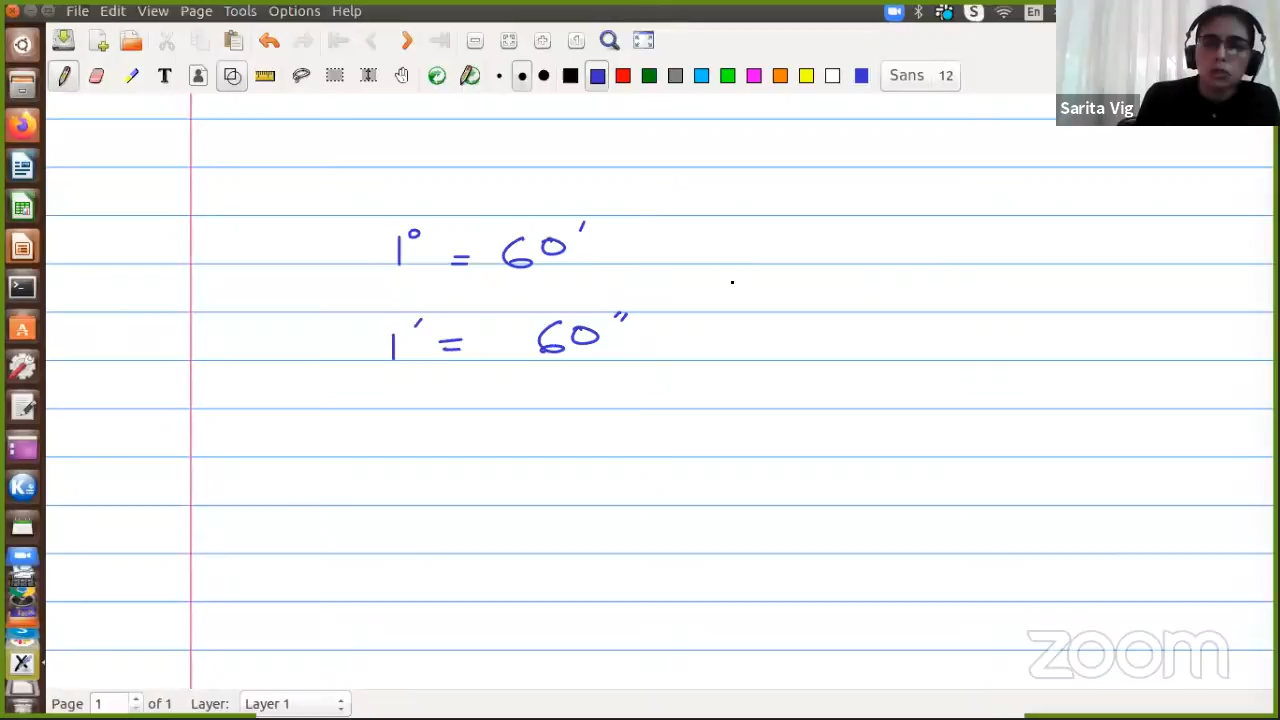 File Edit View Page Tools Options Help
S En
T Sans 12
Sarita Vig
1° = 60′
1′ = 60″
zoom
Page 1 of 1 Layer: Layer 1